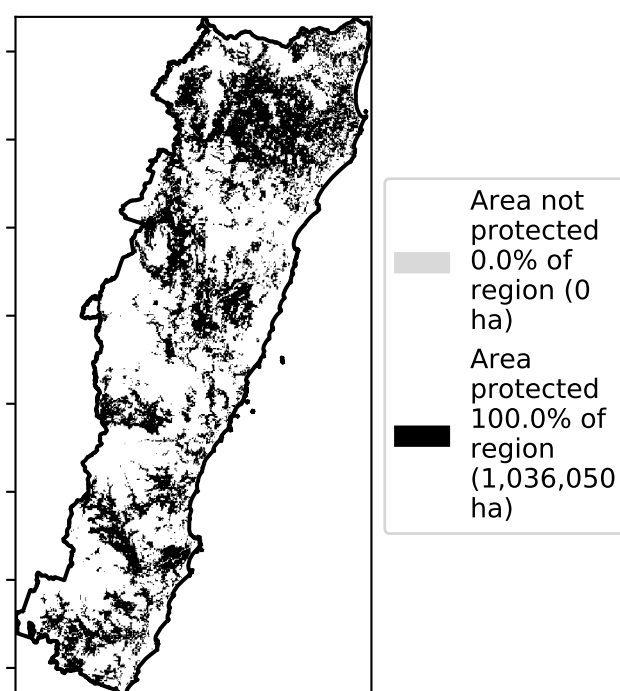 Area not
protected
0.0% of
region (0
ha)
Area
protected
100.0% of
region
(1,036,050
ha)